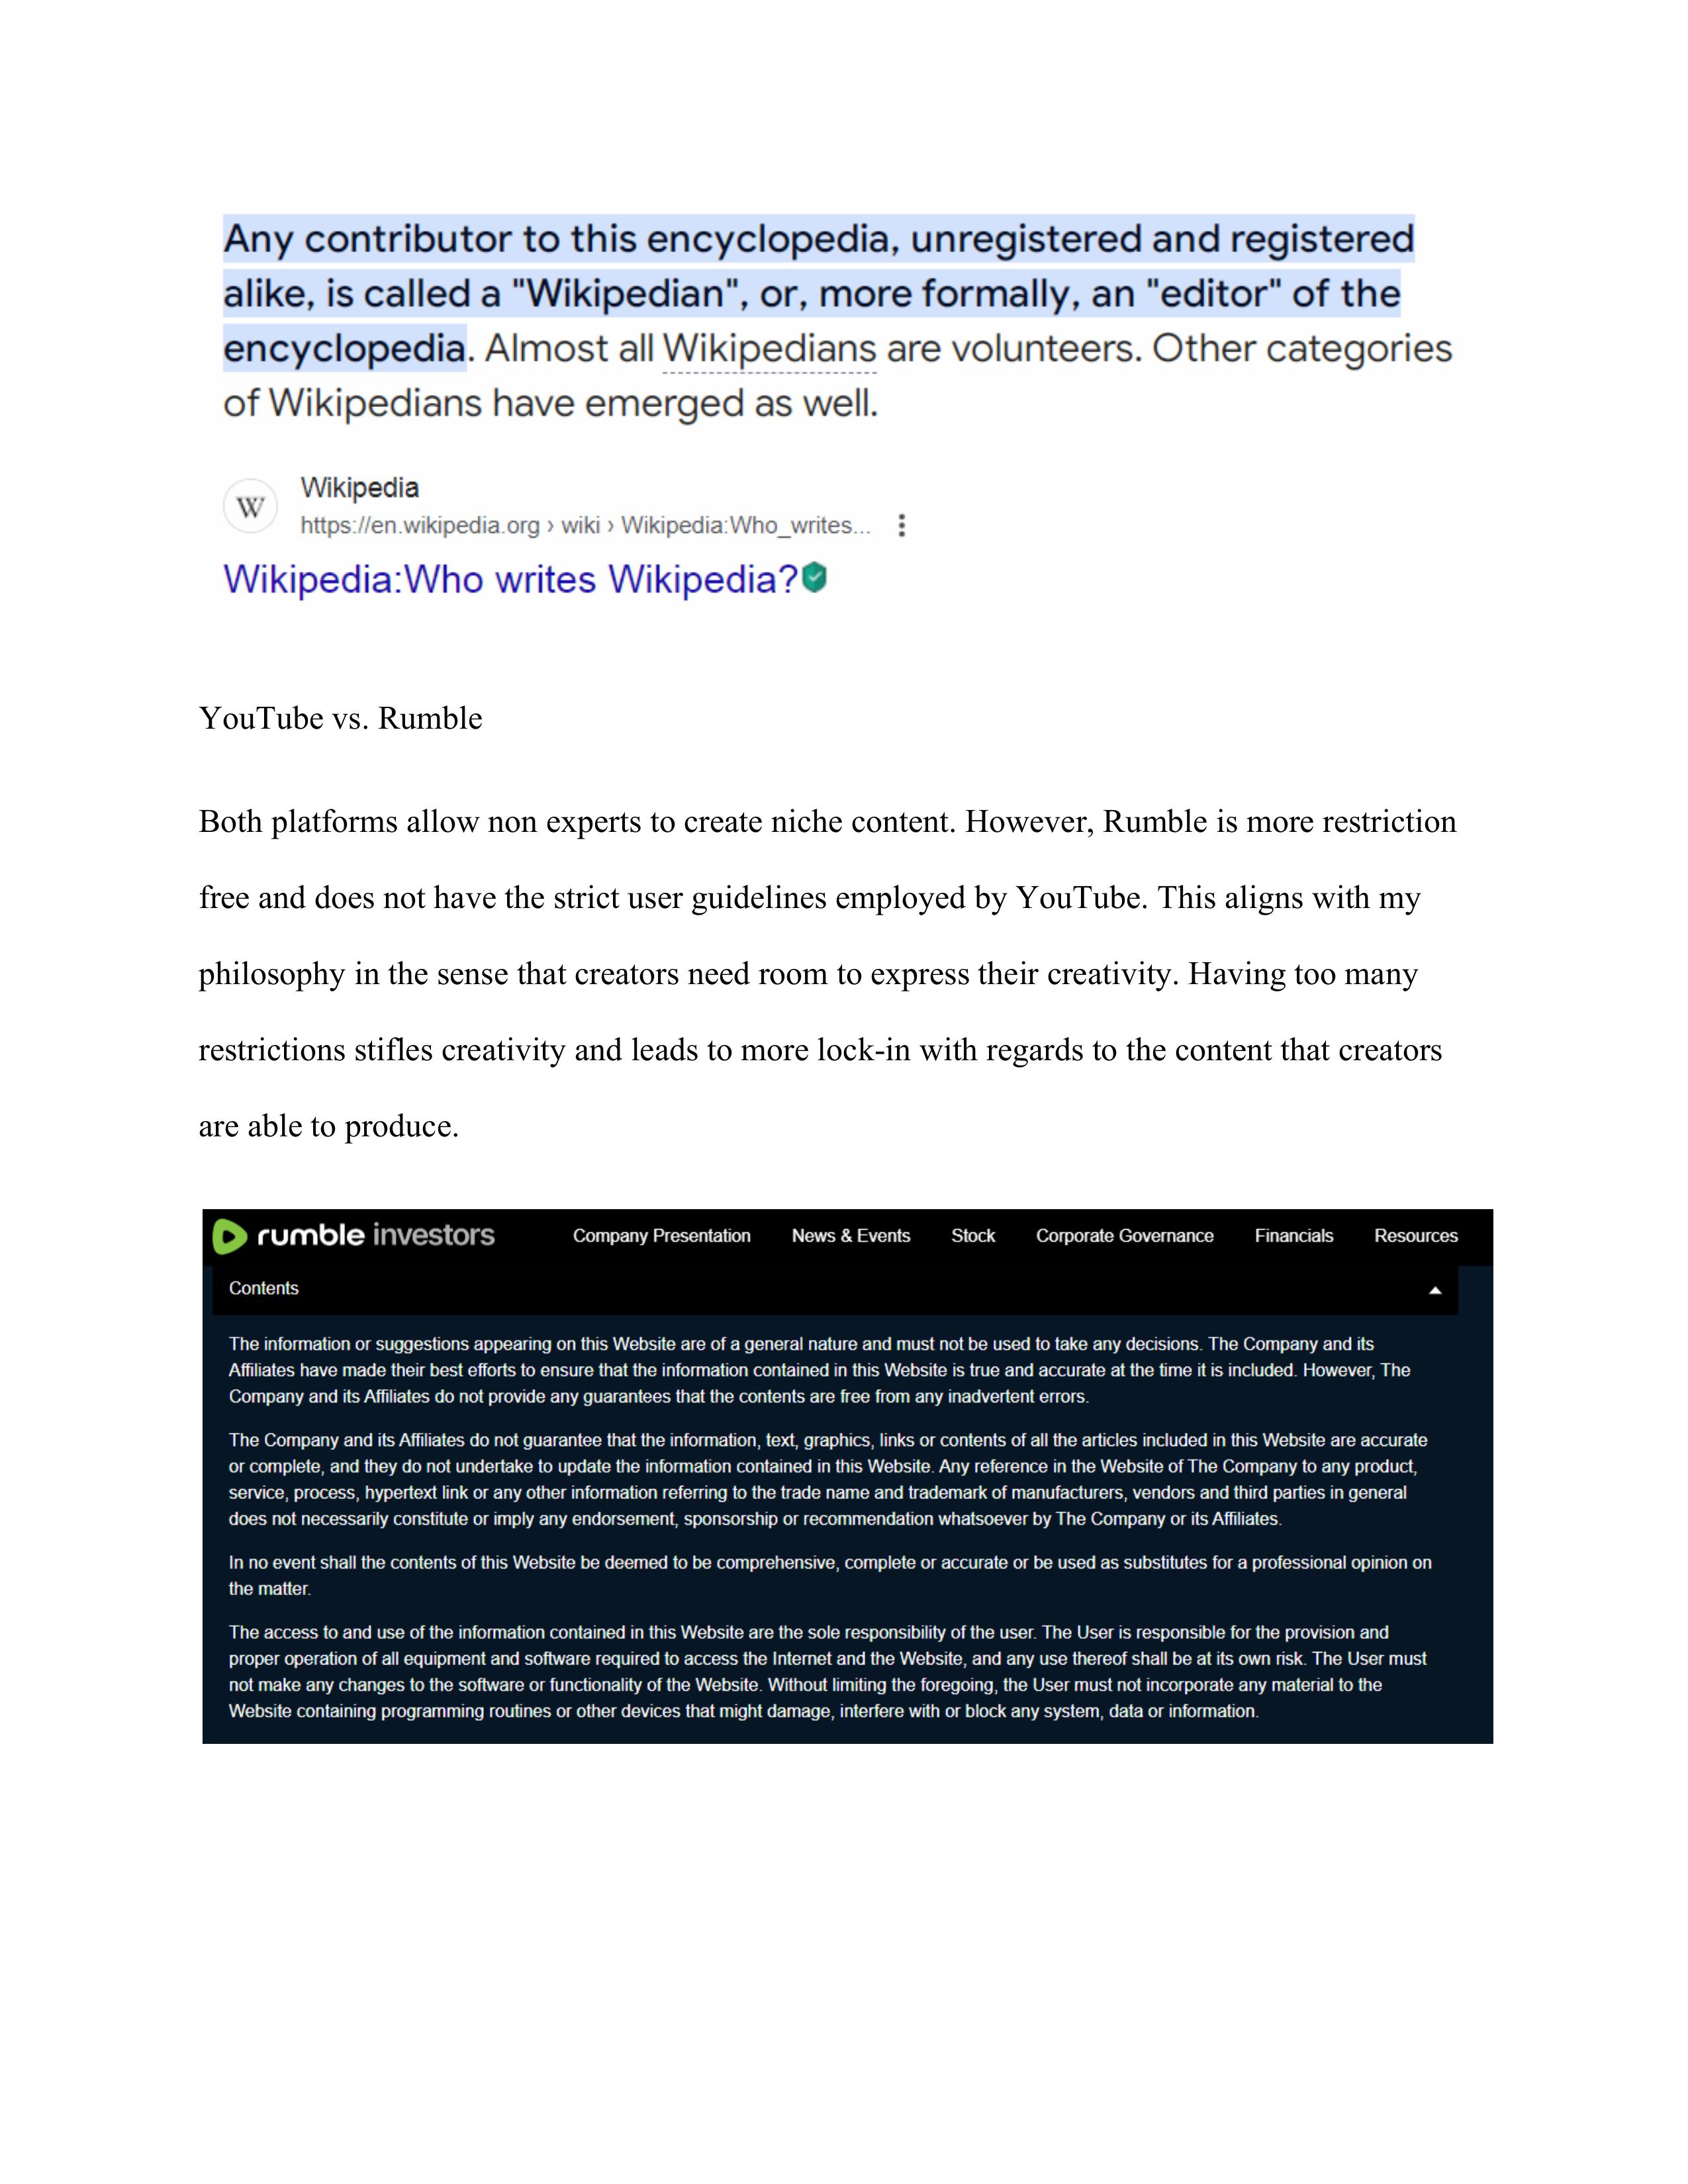 Any contributor to this encyclopedia, unregistered and registered
alike, is called a "Wikipedian", or, more formally, an "editor" of the
encyclopedia. Almost all Wikipedians are volunteers. Other categories
of Wikipedians have emerged as well.
W
Wikipedia
https://en.wikipedia.org › wiki › Wikipedia:Who_writes...
Wikipedia:Who writes Wikipedia?
YouTube vs. Rumble
Both platforms allow non experts to create niche content. However, Rumble is more restriction
free and does not have the strict user guidelines employed by YouTube. This aligns with my
philosophy in the sense that creators need room to express their creativity. Having too many
restrictions stifles creativity and leads to more lock-in with regards to the content that creators
are able to produce.
rumble investors Company Presentation News & Events Stock Corporate Governance Financials Resources
Contents
The information or suggestions appearing on this Website are of a general nature and must not be used to take any decisions. The Company and its
Affiliates have made their best efforts to ensure that the information contained in this Website is true and accurate at the time it is included. However, The
Company and its Affiliates do not provide any guarantees that the contents are free from any inadvertent errors.
The Company and its Affiliates do not guarantee that the information, text, graphics, links or contents of all the articles included in this Website are accurate
or complete, and they do not undertake to update the information contained in this Website. Any reference in the Website of The Company to any product,
service, process, hypertext link or any other information referring to the trade name and trademark of manufacturers, vendors and third parties in general
does not necessarily constitute or imply any endorsement, sponsorship or recommendation whatsoever by The Company or its Affiliates.
In no event shall the contents of this Website be deemed to be comprehensive, complete or accurate or be used as substitutes for a professional opinion on
the matter.
The access to and use of the information contained in this Website are the sole responsibility of the user. The User is responsible for the provision and
proper operation of all equipment and software required to access the Internet and the Website, and any use thereof shall be at its own risk. The User must
not make any changes to the software or functionality of the Website. Without limiting the foregoing, the User must not incorporate any material to the
Website containing programming routines or other devices that might damage, interfere with or block any system, data or information.